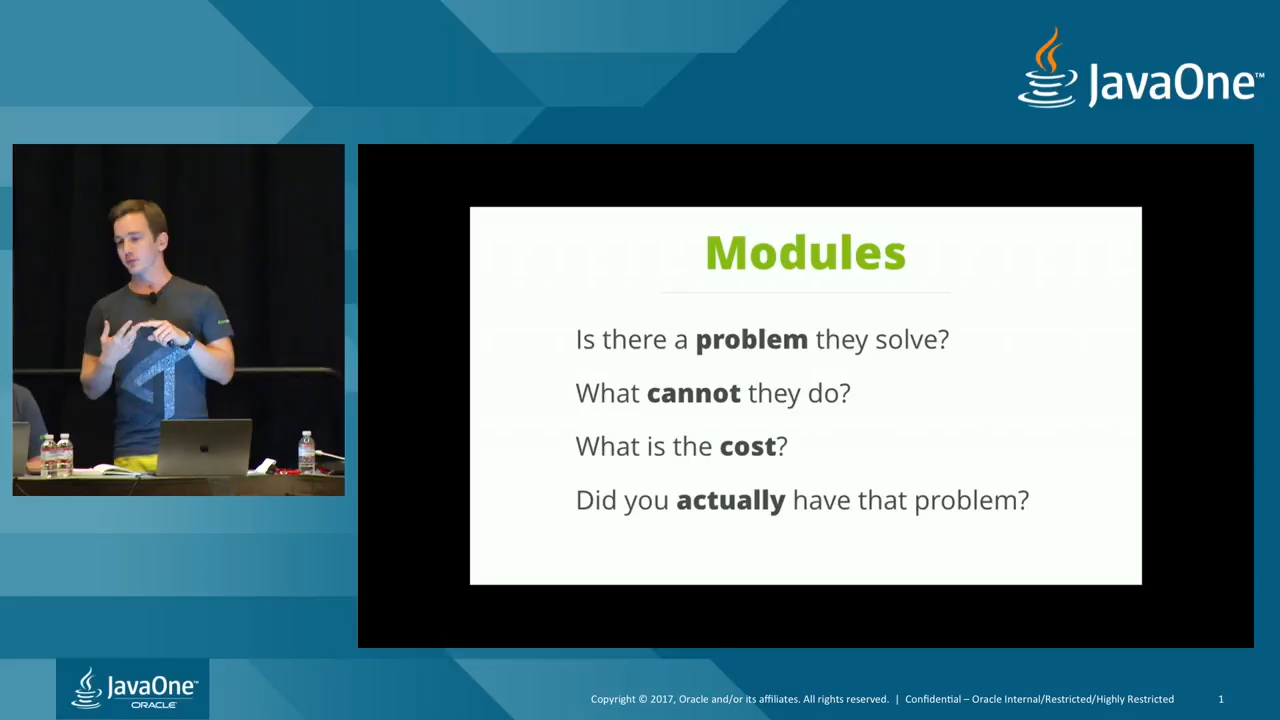 JavaOne™
Modules
Is there a problem they solve?
What cannot they do?
What is the cost?
Did you actually have that problem?
JavaOne™
ORACLE
Copyright © 2017, Oracle and/or its affiliates. All rights reserved. | Confidential – Oracle Internal/Restricted/Highly Restricted 1